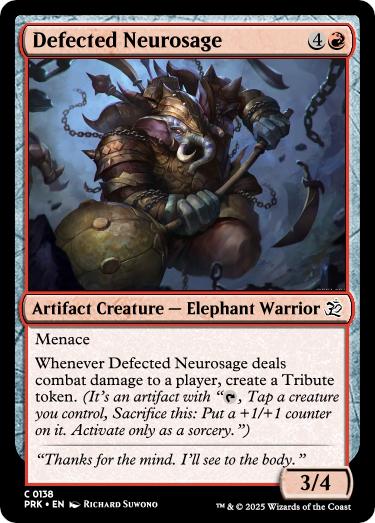 Defected Neurosage 4
Artifact Creature — Elephant Warrior
Menace
Whenever Defected Neurosage deals
combat damage to a player, create a Tribute
token. (It's an artifact with “, Tap a creature
you control, Sacrifice this: Put a +1/+1 counter
on it. Activate only as a sorcery.”)
“Thanks for the mind. I'll see to the body.”
3/4
C 0138
PRK • EN Richard Suwono
™ & © 2025 Wizards of the Coast